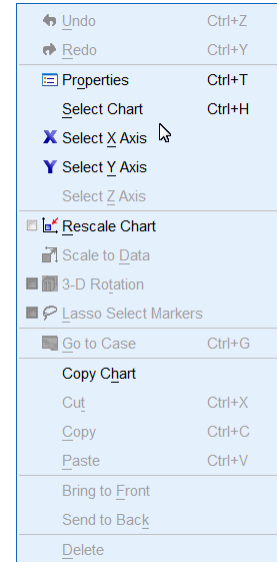 Undo Ctrl+Z
Redo Ctrl+Y
Properties Ctrl+T
Select Chart Ctrl+H
X Select X Axis
Y Select Y Axis
Select Z Axis
Rescale Chart
Scale to Data
3-D Rotation
Lasso Select Markers
Go to Case Ctrl+G
Copy Chart
Cut Ctrl+X
Copy Ctrl+C
Paste Ctrl+V
Bring to Front
Send to Back
Delete